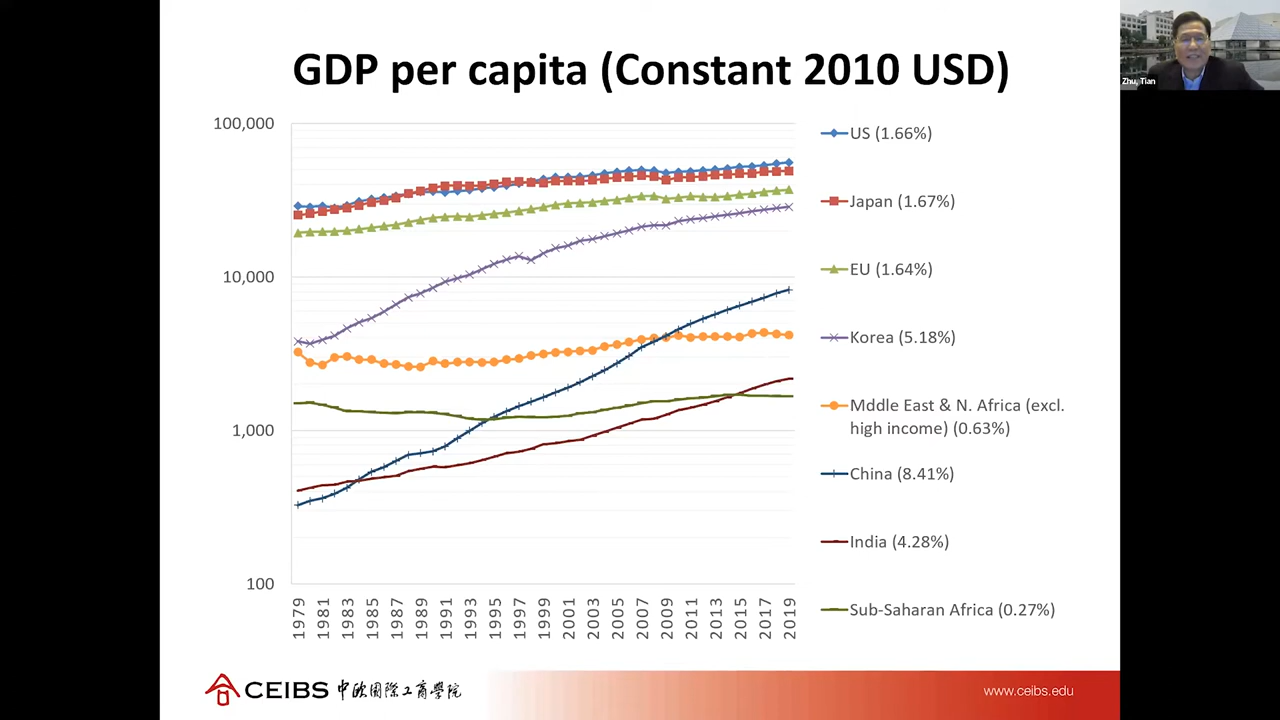 GDP per capita (Constant 2010 USD)
Zhu, Tian
100,000
10,000
1,000
100
1979
1981
1983
1985
1987
1989
1991
1993
1995
1997
1999
2001
2003
2005
2007
2009
2011
2013
2015
2017
2019
US (1.66%)
Japan (1.67%)
EU (1.64%)
Korea (5.18%)
Mddle East & N. Africa (excl.
high income) (0.63%)
China (8.41%)
India (4.28%)
Sub-Saharan Africa (0.27%)
CEIBS 中欧国際工商學院
www.ceibs.edu